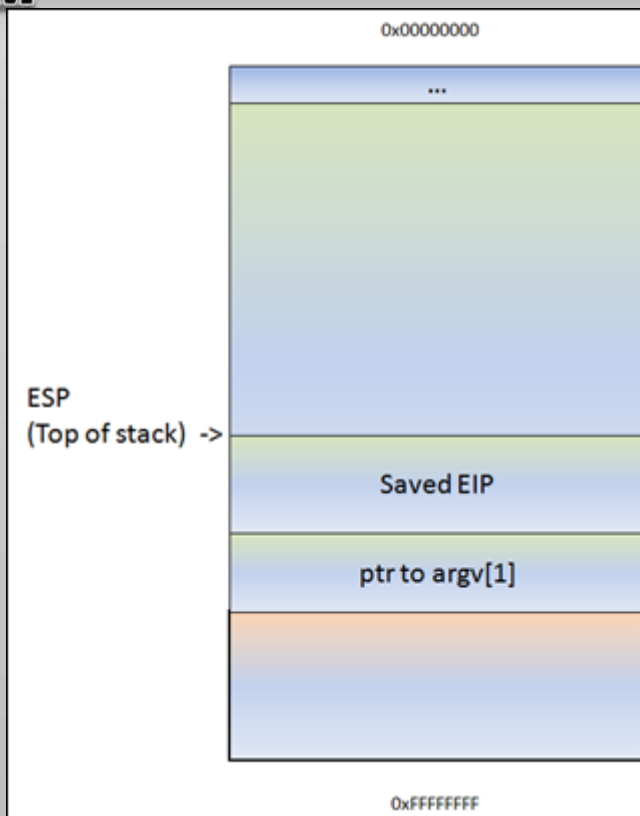 0x00000000
...
ESP
(Top of stack) ->
Saved EIP
ptr to argv[1]
0xFFFFFFFF